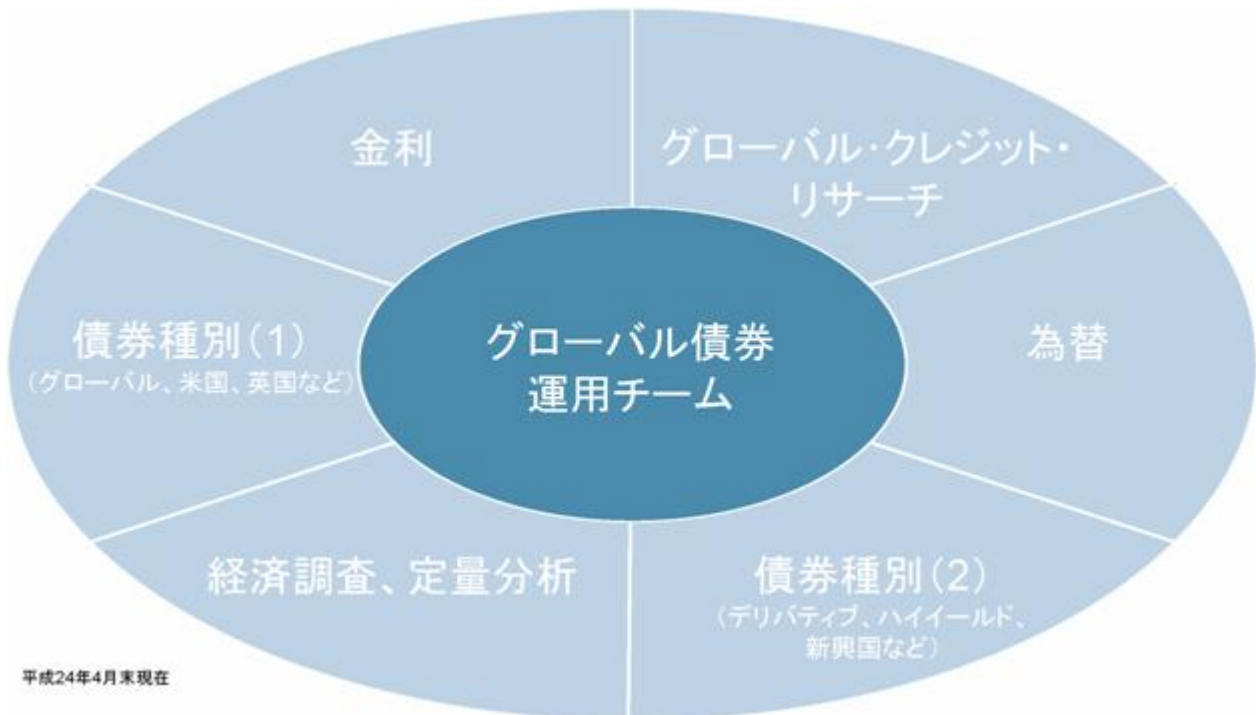 金利
グローバル・クレジット・
リサーチ
債券種別(1)
(グローバル、米国、英国など)
グローバル債券
運用チーム
為替
経済調査、定量分析
債券種別(2)
(デリバティブ、ハイイールド、
新興国など)
平成24年4月末現在